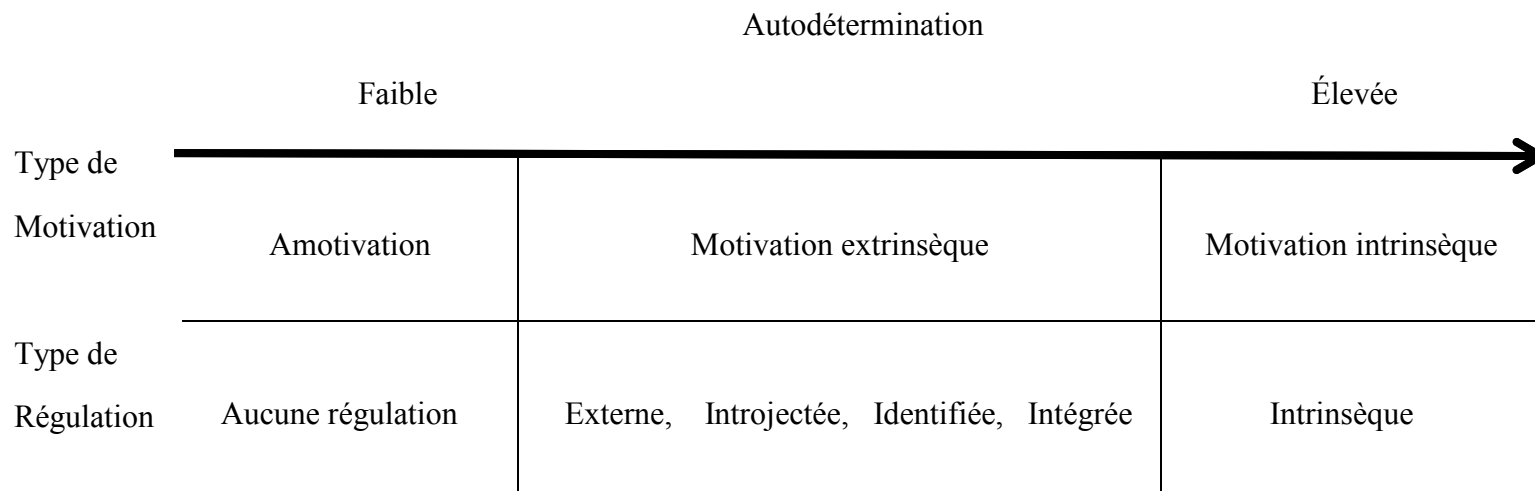 Autodétermination
Faible Élevée
Type de
Motivation
Amotivation Motivation extrinsèque Motivation intrinsèque
Type de
Régulation
Aucune régulation Externe, Introjectée, Identifiée, Intégrée Intrinsèque